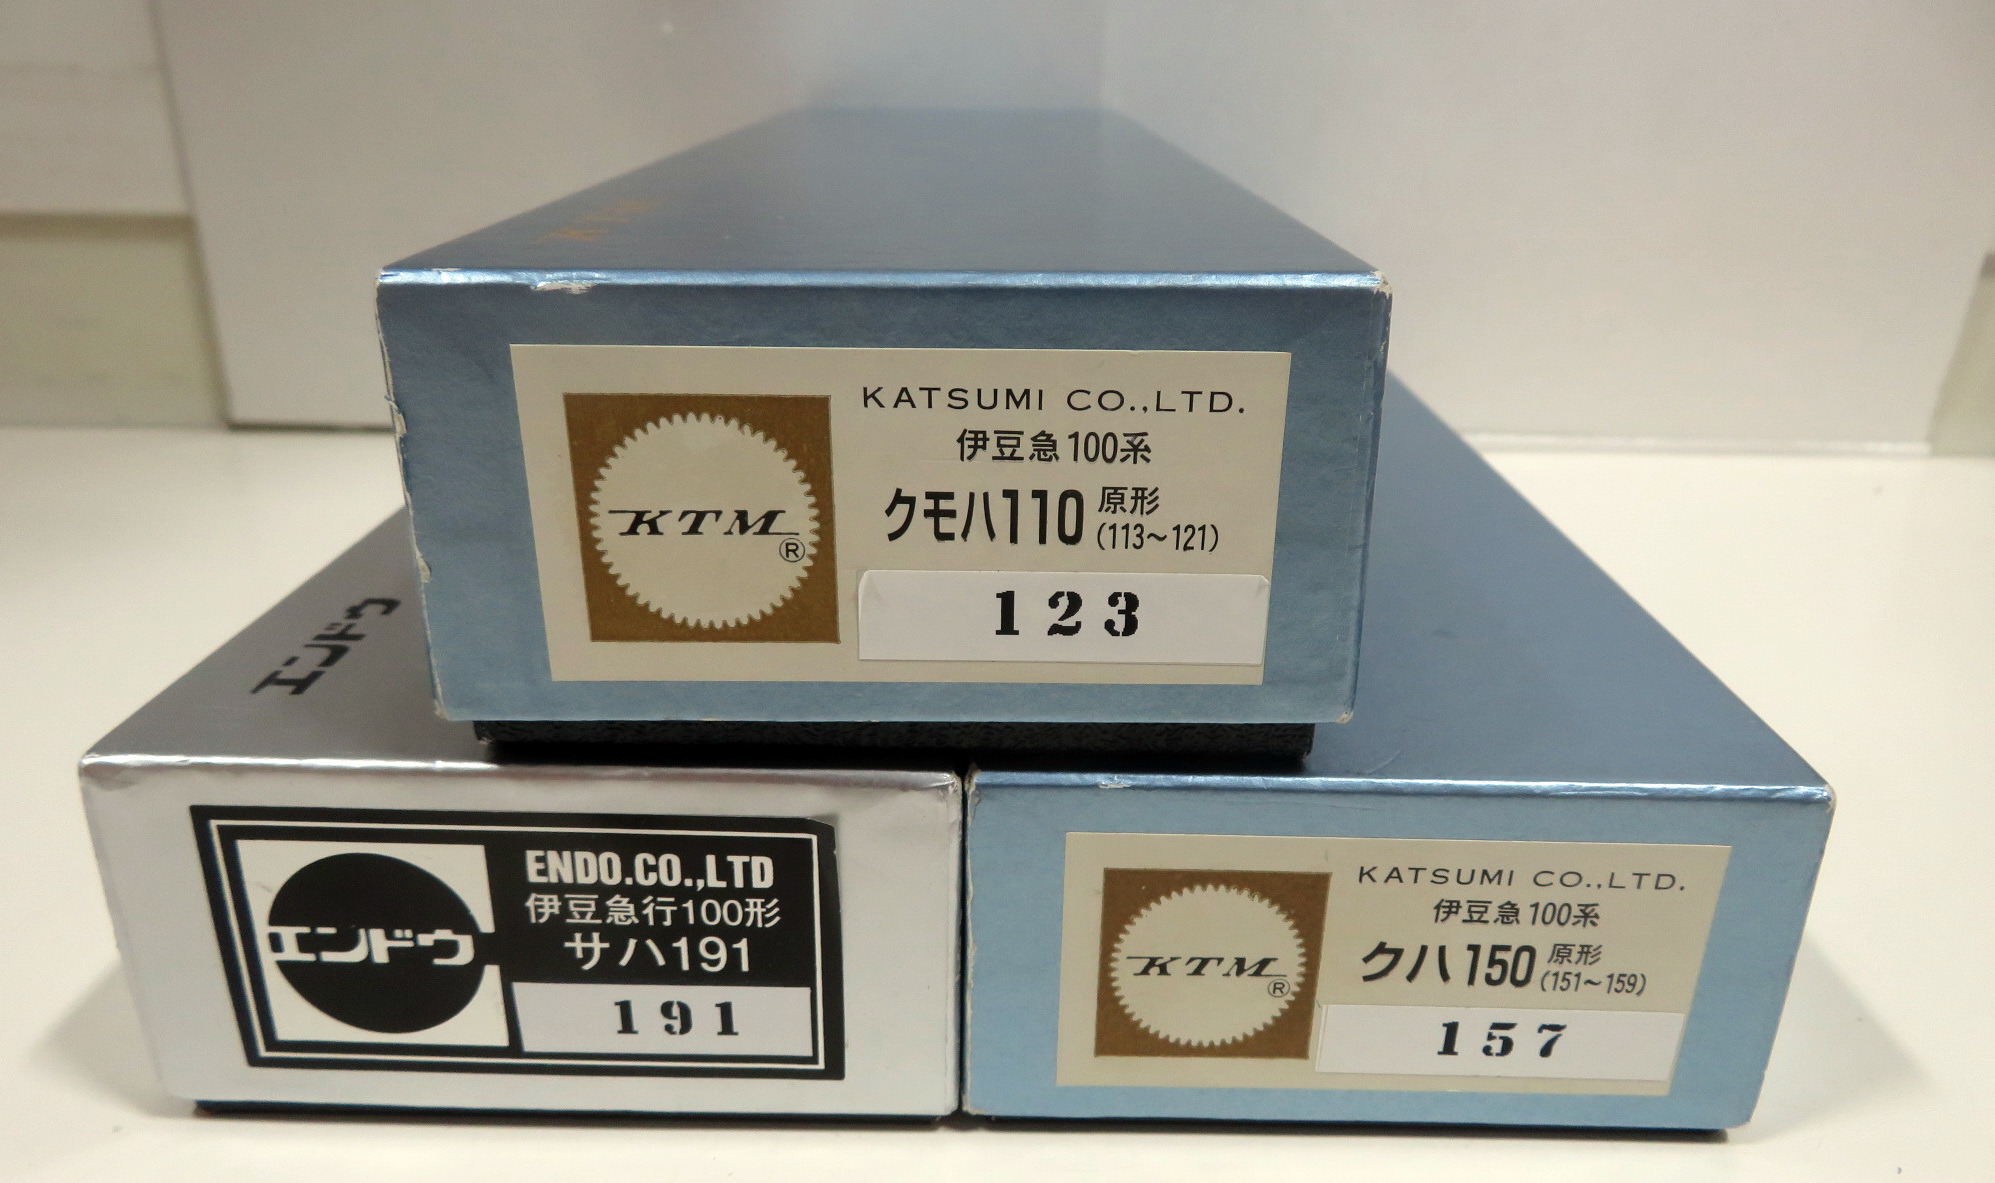 KTM
KATSUMI CO.,LTD.
伊豆急100系
クモハ110 原形
(113〜121)
KTM®
123
エンドウ
ENDO.CO.,LTD
伊豆急行100形
サハ191
エンドウ
191
KATSUMI CO.,LTD.
伊豆急100系
クハ150 原形
(151〜159)
KTM®
157